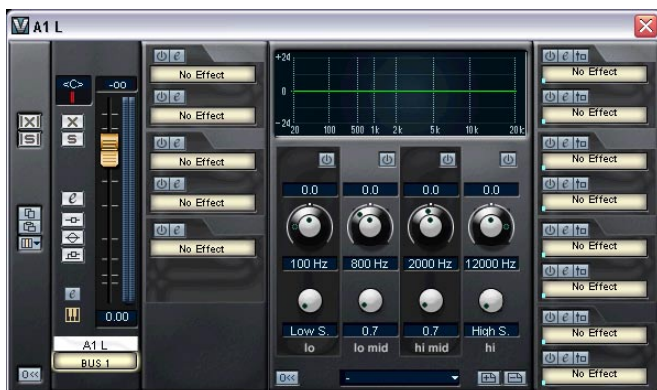 A1 L
<C> -oo
X
S
e
0.00
A1 L
BUS 1
0<<
No Effect
No Effect
No Effect
No Effect
No Effect
+24
0
-24
20 100 500 1k 2k 5k 10k 20k
0.0 0.0 0.0 0.0
100 Hz 800 Hz 2000 Hz 12000 Hz
Low S. 0.7 0.7 High S.
lo lo mid hi mid hi
0<<
-
No Effect
No Effect
No Effect
No Effect
No Effect
No Effect
No Effect
No Effect